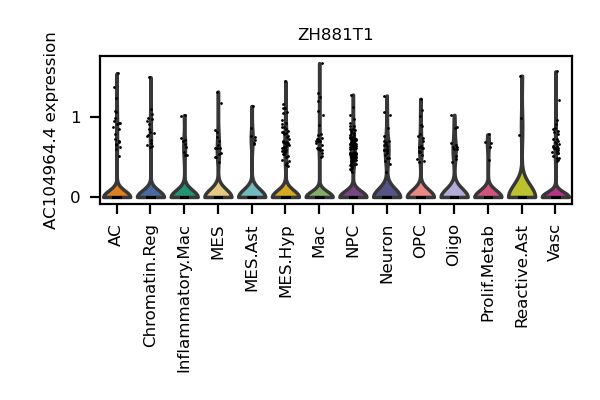 ZH881T1
AC104964.4 expression
1
0
AC
Chromatin.Reg
Inflammatory.Mac
MES
MES.Ast
MES.Hyp
Mac
NPC
Neuron
OPC
Oligo
Prolif.Metab
Reactive.Ast
Vasc